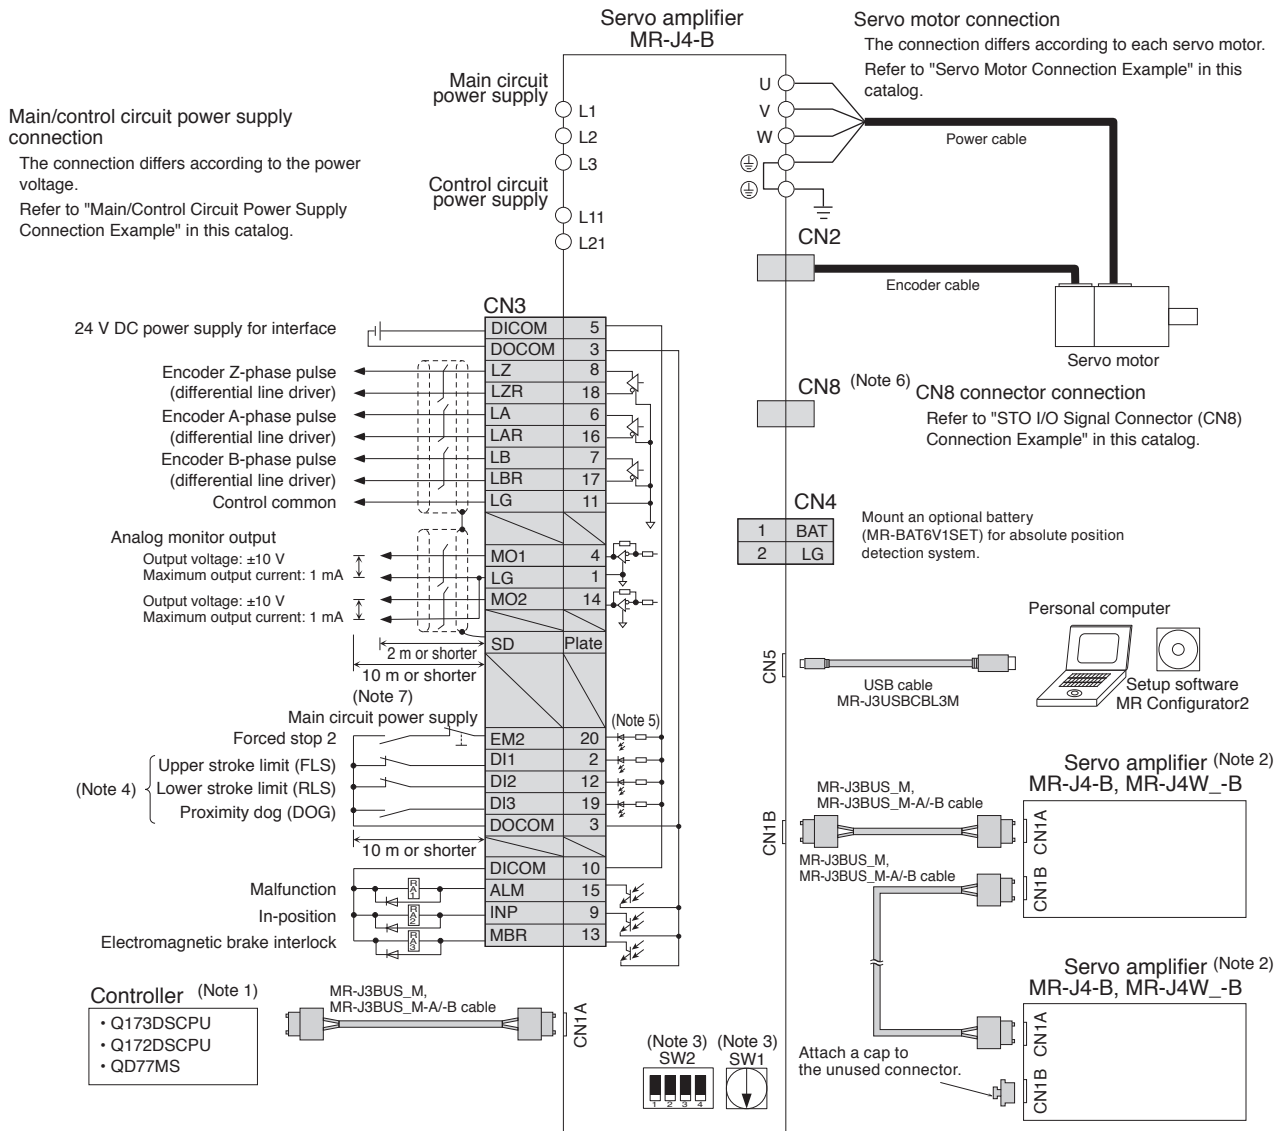 Servo amplifier
MR-J4-B
Servo motor connection
The connection differs according to each servo motor.
Refer to "Servo Motor Connection Example" in this
catalog.
Main/control circuit power supply
connection
The connection differs according to the power
voltage.
Refer to "Main/Control Circuit Power Supply
Connection Example" in this catalog.
Main circuit
power supply
L1
L2
L3
Control circuit
power supply
L11
L21
U
V
W
Power cable
CN2
Encoder cable
Servo motor
CN8 (Note 6)
CN8 connector connection
Refer to "STO I/O Signal Connector (CN8)
Connection Example" in this catalog.
CN4
1 BAT
2 LG
Mount an optional battery
(MR-BAT6V1SET) for absolute position
detection system.
CN3
24 V DC power supply for interface
DICOM 5
DOCOM 3
Encoder Z-phase pulse LZ 8
(differential line driver) LZR 18
Encoder A-phase pulse LA 6
(differential line driver) LAR 16
Encoder B-phase pulse LB 7
(differential line driver) LBR 17
Control common LG 11
Analog monitor output
Output voltage: ±10 V
Maximum output current: 1 mA
MO1 4
LG 1
Output voltage: ±10 V
Maximum output current: 1 mA
MO2 14
SD Plate
2 m or shorter
10 m or shorter
(Note 7)
Main circuit power supply
(Note 5)
Forced stop 2 EM2 20
(Note 4)
Upper stroke limit (FLS) DI1 2
Lower stroke limit (RLS) DI2 12
Proximity dog (DOG) DI3 19
DOCOM 3
10 m or shorter
DICOM 10
Malfunction RA1 ALM 15
In-position RA2 INP 9
Electromagnetic brake interlock RA3 MBR 13
CN5
USB cable
MR-J3USBCBL3M
Personal computer
Setup software
MR Configurator2
Servo amplifier (Note 2)
MR-J4-B, MR-J4W_-B
CN1B
MR-J3BUS_M,
MR-J3BUS_M-A/-B cable
CN1A
MR-J3BUS_M,
MR-J3BUS_M-A/-B cable
CN1B
Servo amplifier (Note 2)
MR-J4-B, MR-J4W_-B
CN1A
CN1B
Attach a cap to
the unused connector.
Controller (Note 1)
• Q173DSCPU
• Q172DSCPU
• QD77MS
MR-J3BUS_M,
MR-J3BUS_M-A/-B cable
CN1A
(Note 3)
SW2
1 2 3 4
(Note 3)
SW1